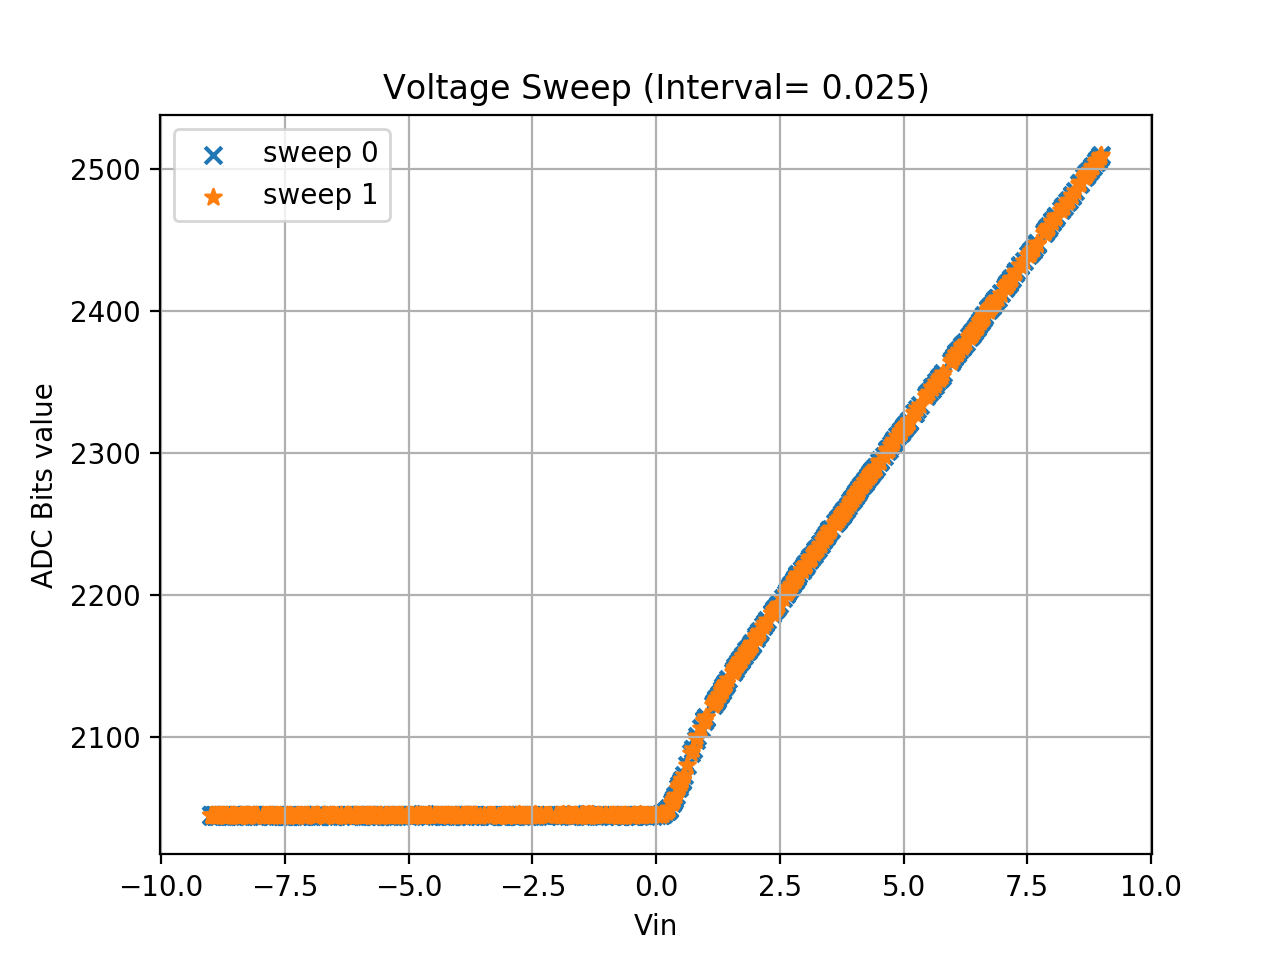 Voltage Sweep (Interval= 0.025)
sweep 0
sweep 1
2500
2400
2300
2200
2100
ADC Bits value
−10.0 −7.5 −5.0 −2.5 0.0 2.5 5.0 7.5 10.0
Vin